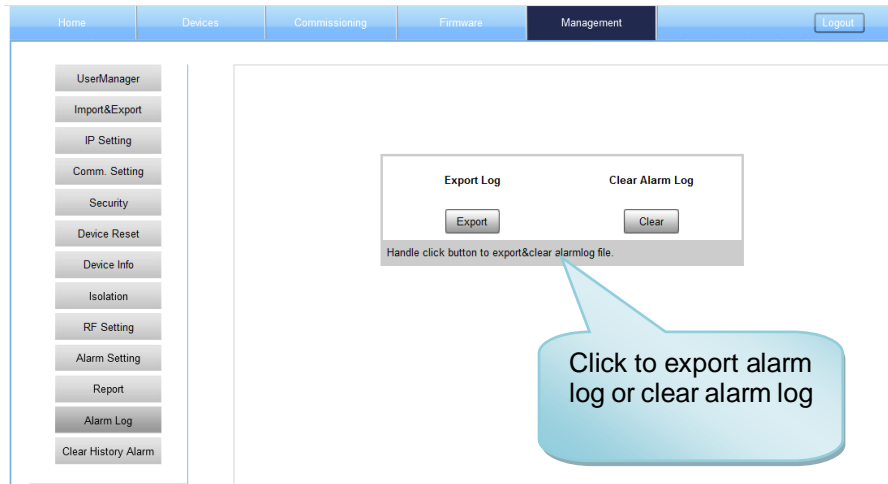 Home Devices Commissioning Firmware Management Logout
UserManager
Import&Export
IP Setting
Comm. Setting
Security
Device Reset
Device Info
Isolation
RF Setting
Alarm Setting
Report
Alarm Log
Clear History Alarm
Export Log Clear Alarm Log
Export Clear
Handle click button to export&clear alarmlog file.
Click to export alarm
log or clear alarm log